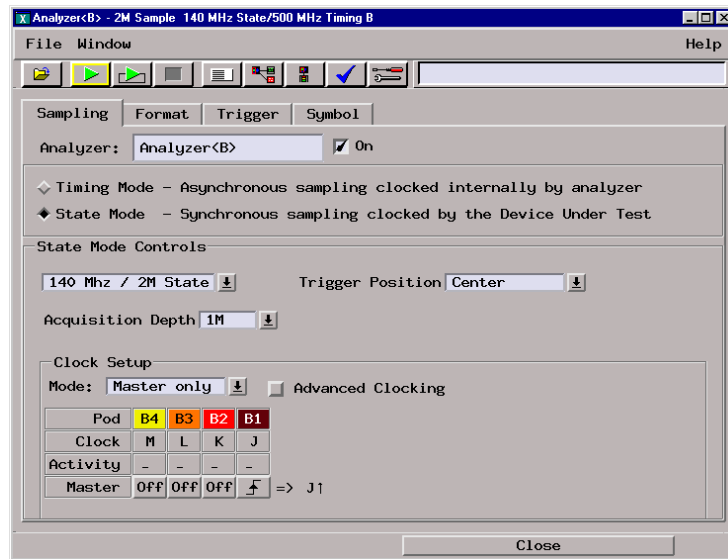 Analyzer<B> - 2M Sample 140 MHz State/500 MHz Timing B
File Window Help
Sampling Format Trigger Symbol
Analyzer: Analyzer<B> On
Timing Mode - Asynchronous sampling clocked internally by analyzer
State Mode - Synchronous sampling clocked by the Device Under Test
State Mode Controls
140 Mhz / 2M State Trigger Position Center
Acquisition Depth 1M
Clock Setup
Mode: Master only Advanced Clocking
Pod B4 B3 B2 B1
Clock M L K J
Activity - - - -
Master Off Off Off => J↑
Close